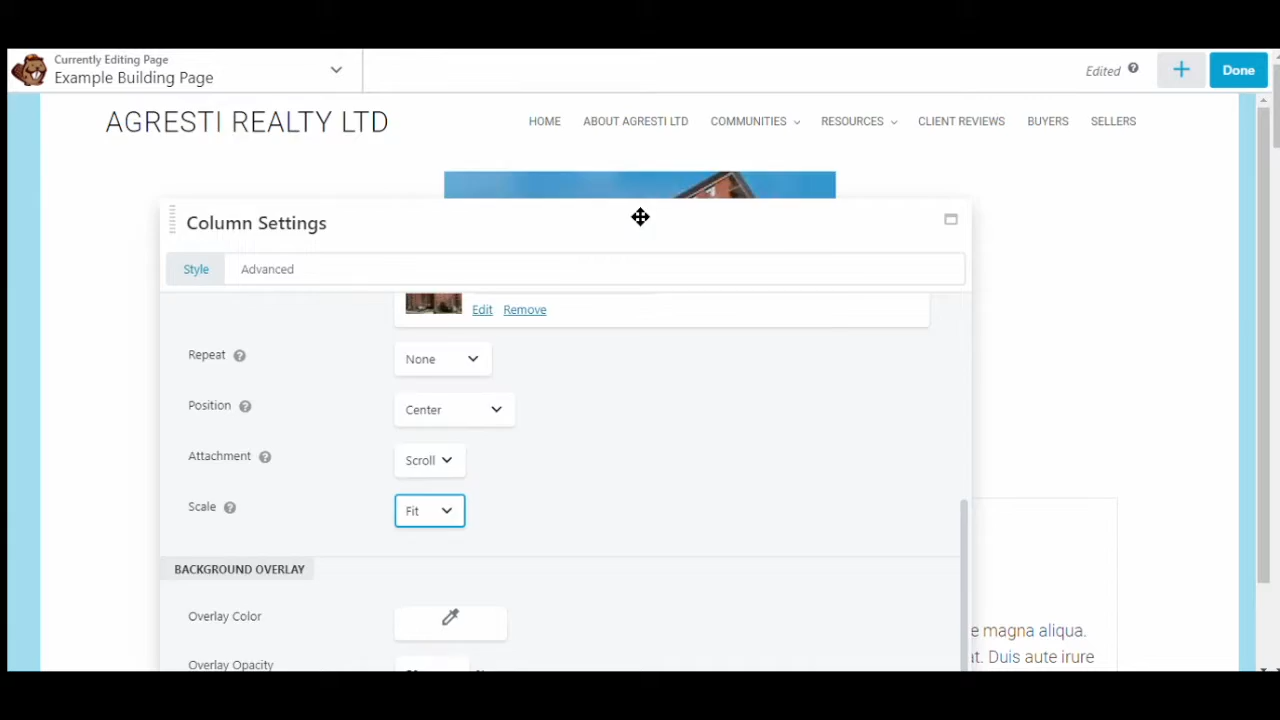 Currently Editing Page
Example Building Page
Edited
Done
AGRESTI REALTY LTD
HOME ABOUT AGRESTI LTD COMMUNITIES RESOURCES CLIENT REVIEWS BUYERS SELLERS
Column Settings
Style Advanced
Edit Remove
Repeat None
Position Center
Attachment Scroll
Scale Fit
BACKGROUND OVERLAY
Overlay Color
e magna aliqua.
at. Duis aute irure
Overlay Opacity